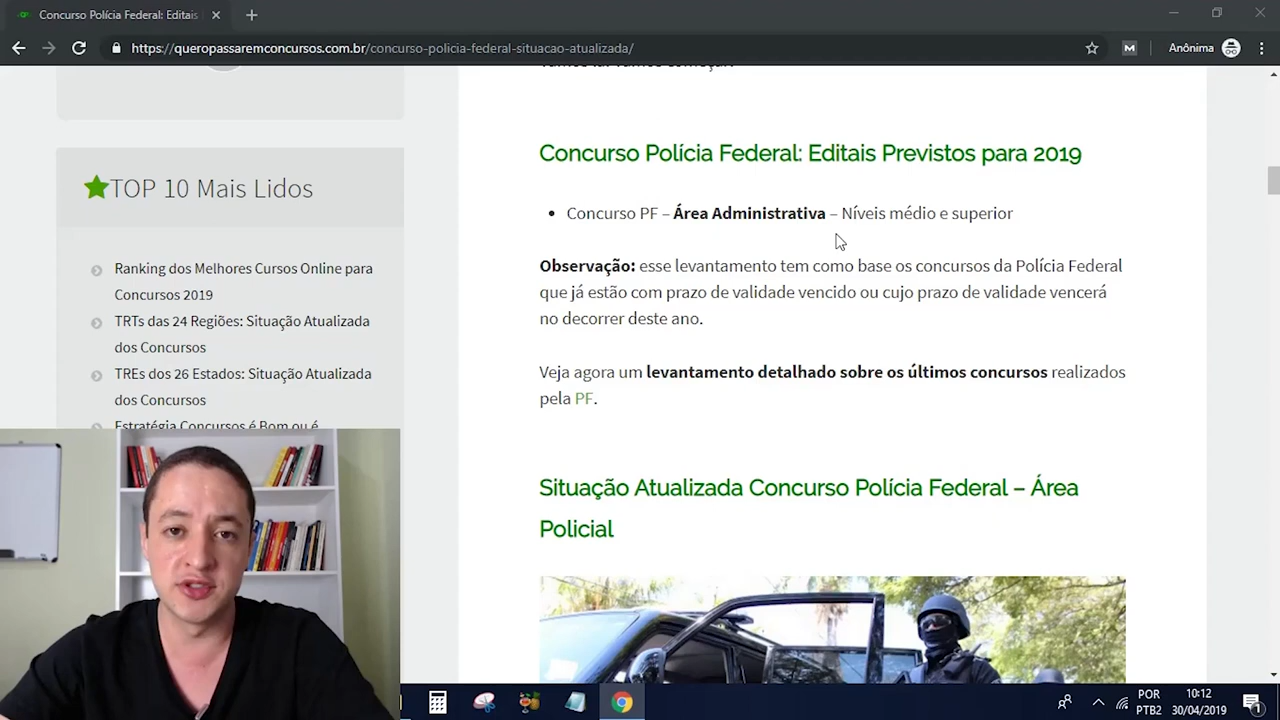 Concurso Polícia Federal: Editais
https://queropassaremconcursos.com.br/concurso-policia-federal-situacao-atualizada/
Anônima
TOP 10 Mais Lidos
Ranking dos Melhores Cursos Online para
Concursos 2019
TRTs das 24 Regiões: Situação Atualizada
dos Concursos
TREs dos 26 Estados: Situação Atualizada
dos Concursos
Estratégia Concursos é Bom ou é
Concurso Polícia Federal: Editais Previstos para 2019
Concurso PF – Área Administrativa – Níveis médio e superior
Observação: esse levantamento tem como base os concursos da Polícia Federal
que já estão com prazo de validade vencido ou cujo prazo de validade vencerá
no decorrer deste ano.
Veja agora um levantamento detalhado sobre os últimos concursos realizados
pela PF.
Situação Atualizada Concurso Polícia Federal – Área
Policial
POR
PTB2
10:12
30/04/2019